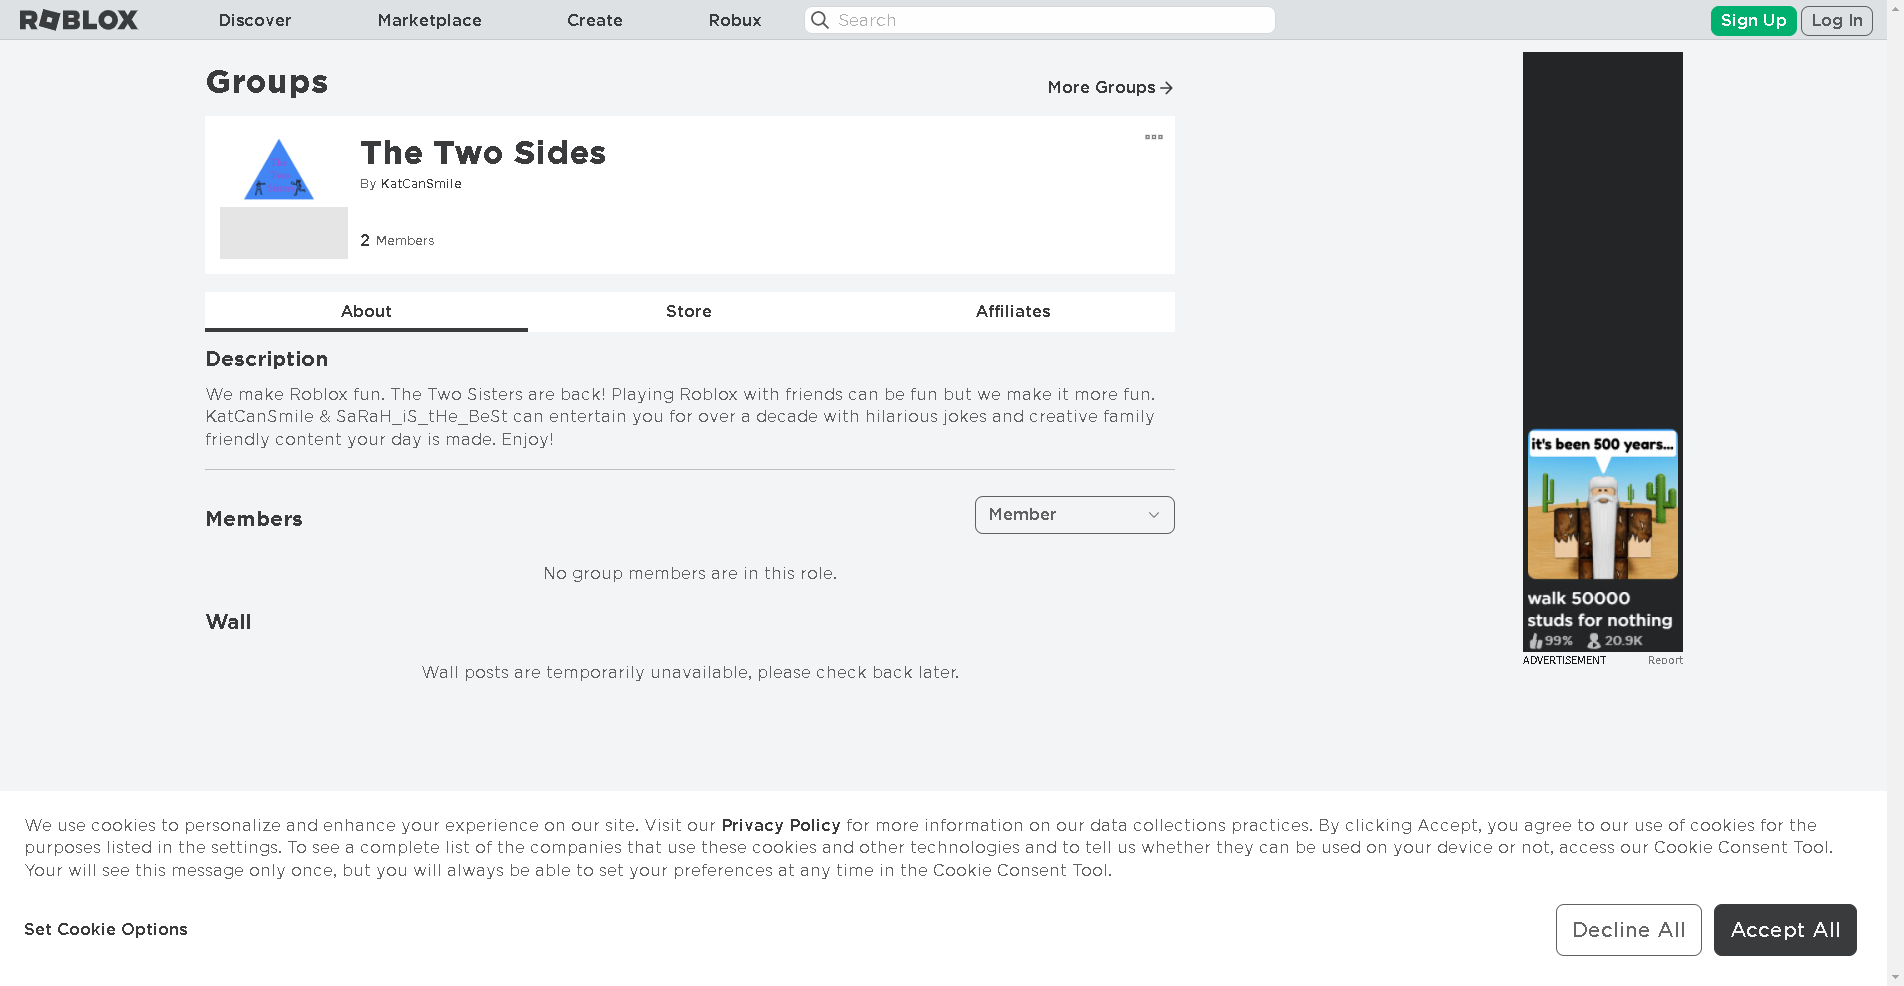 ROBLOX Discover Marketplace Create Robux Search Sign Up Log In
Groups
More Groups
The Two Sides
By KatCanSmile
2 Members
About Store Affiliates
Description
We make Roblox fun. The Two Sisters are back! Playing Roblox with friends can be fun but we make it more fun.
KatCanSmile & SaRaH_iS_tHe_BeSt can entertain you for over a decade with hilarious jokes and creative family
friendly content your day is made. Enjoy!
Members
Member
No group members are in this role.
Wall
Wall posts are temporarily unavailable, please check back later.
it's been 500 years...
walk 50000
studs for nothing
99% 20.9K
ADVERTISEMENT Report
We use cookies to personalize and enhance your experience on our site. Visit our Privacy Policy for more information on our data collections practices. By clicking Accept, you agree to our use of cookies for the
purposes listed in the settings. To see a complete list of the companies that use these cookies and other technologies and to tell us whether they can be used on your device or not, access our Cookie Consent Tool.
Your will see this message only once, but you will always be able to set your preferences at any time in the Cookie Consent Tool.
Set Cookie Options
Decline All
Accept All